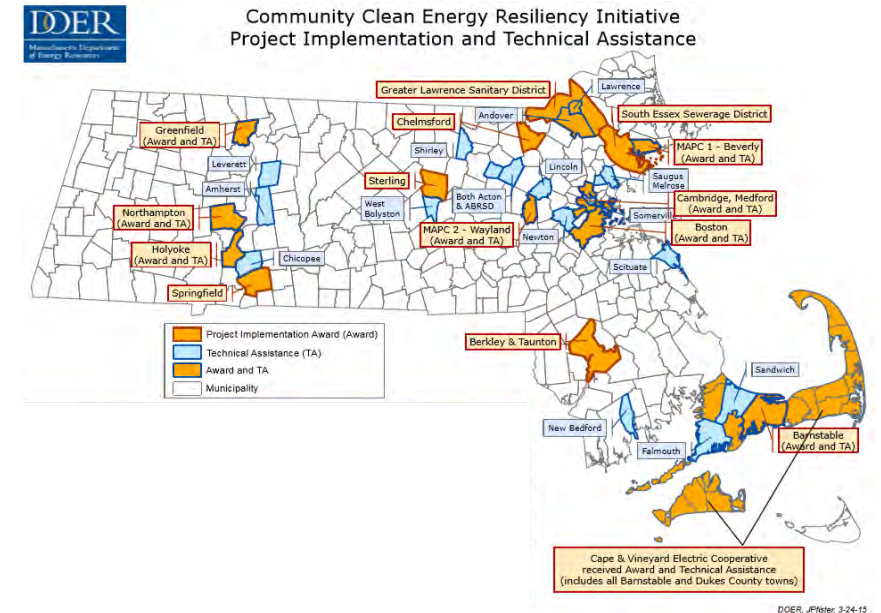 DOER
Massachusetts Department
of Energy Resources
Community Clean Energy Resiliency Initiative
Project Implementation and Technical Assistance
Greater Lawrence Sanitary District
Lawrence
Andover
South Essex Sewerage District
Chelmsford
Greenfield
(Award and TA)
Shirley
MAPC 1 - Beverly
(Award and TA)
Leverett
Lincoln
Saugus
Melrose
Sterling
Amherst
Both Acton
& ABRSD
Cambridge, Medford
(Award and TA)
West
Bolyston
Northampton
(Award and TA)
Somervil
MAPC 2 - Wayland
(Award and TA)
Newton
Boston
(Award and TA)
Holyoke
(Award and TA)
Chicopee
Scituate
Springfield
Project Implementation Award (Award)
Technical Assistance (TA)
Award and TA
Municipality
Berkley & Taunton
Sandwich
New Bedford
Falmouth
Barnstable
(Award and TA)
Cape & Vineyard Electric Cooperative
received Award and Technical Assistance
(includes all Barnstable and Dukes County towns)
DOER, JPfister, 3-24-15